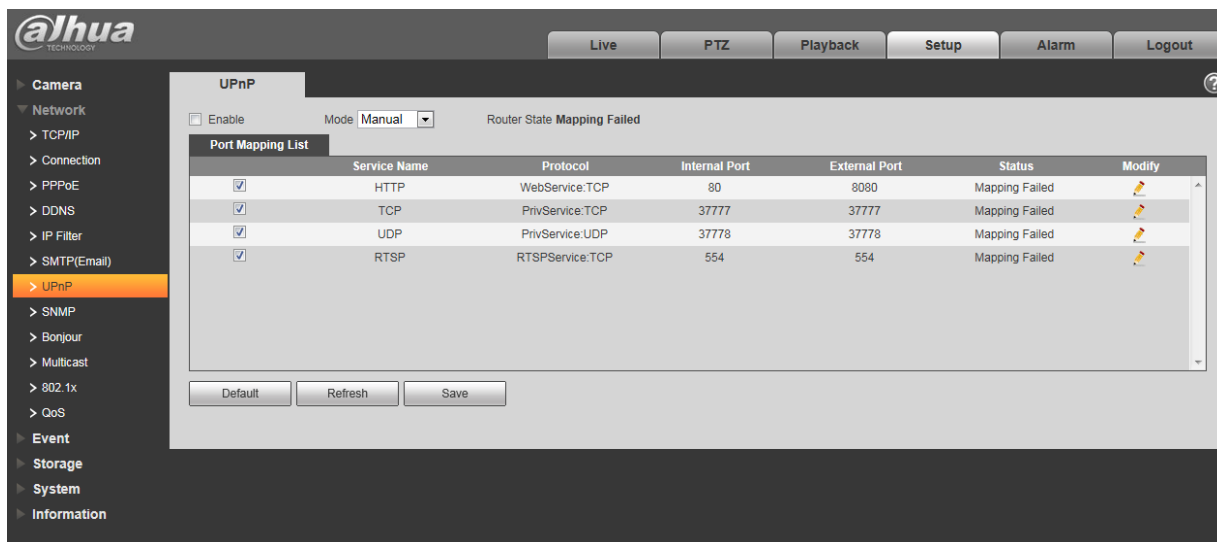 alhua
TECHNOLOGY
Live PTZ Playback Setup Alarm Logout
Camera
Network
> TCP/IP
> Connection
> PPPoE
> DDNS
> IP Filter
> SMTP(Email)
> UPnP
> SNMP
> Bonjour
> Multicast
> 802.1x
> QoS
Event
Storage
System
Information
UPnP
?
Enable Mode Manual Router State Mapping Failed
Port Mapping List
Service Name Protocol Internal Port External Port Status Modify
HTTP WebService:TCP 80 8080 Mapping Failed
TCP PrivService:TCP 37777 37777 Mapping Failed
UDP PrivService:UDP 37778 37778 Mapping Failed
RTSP RTSPService:TCP 554 554 Mapping Failed
Default Refresh Save